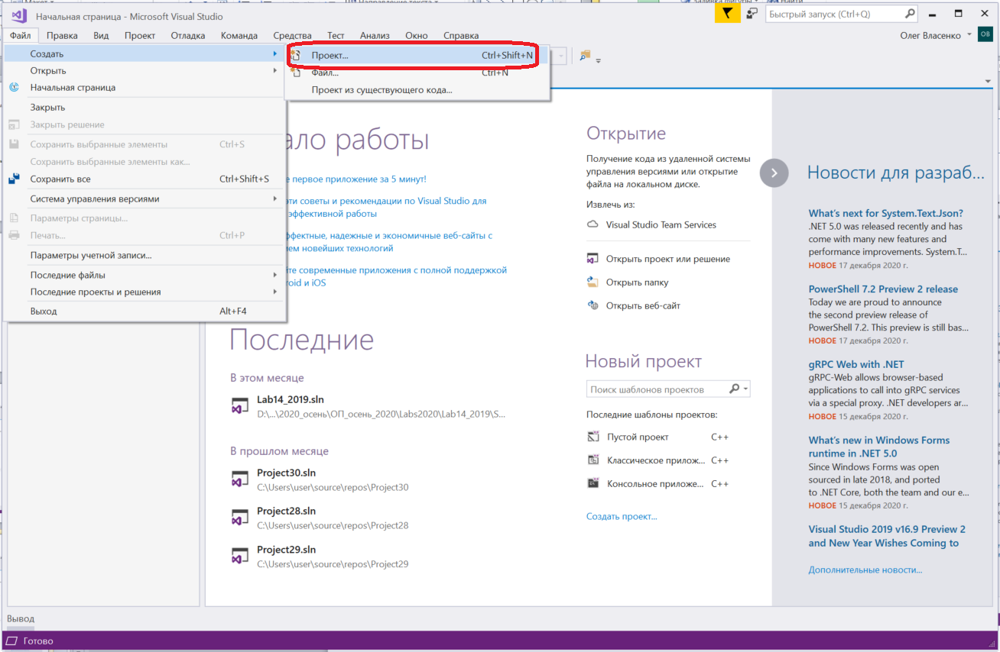 Начальная страница - Microsoft Visual Studio
Быстрый запуск (Ctrl+Q)
Файл Правка Вид Проект Отладка Команда Средства Тест Анализ Окно Справка
Олег Власенко ОВ
Создать
Открыть
Начальная страница
Закрыть
Закрыть решение
Сохранить выбранные элементы Ctrl+S
Сохранить выбранные элементы как...
Сохранить все Ctrl+Shift+S
Система управления версиями
Параметры страницы...
Печать... Ctrl+P
Параметры учетной записи...
Последние файлы
Последние проекты и решения
Выход Alt+F4
Проект... Ctrl+Shift+N
Файл... Ctrl+N
Проект из существующего кода...
ало работы
е первое приложение за 5 минут!
эти советы и рекомендации по Visual Studio для
эффективной работы
ффектные, надежные и экономичные веб-сайты с
ием новейших технологий
йте современные приложения с полной поддержкой
roid и iOS
Последние
В этом месяце
Lab14_2019.sln
D:\...\2020_осень\ОП_осень_2020\Labs2020\Lab14_2019\S...
В прошлом месяце
Project30.sln
C:\Users\user\source\repos\Project30
Project28.sln
C:\Users\user\source\repos\Project28
Project29.sln
C:\Users\user\source\repos\Project29
Открытие
Получение кода из удаленной системы
управления версиями или открытие
файла на локальном диске.
Извлечь из:
Visual Studio Team Services
Открыть проект или решение
Открыть папку
Открыть веб-сайт
Новый проект
Поиск шаблонов проектов
Последние шаблоны проектов:
Пустой проект C++
Классическое прилож... C++
Консольное приложе... C++
Создать проект...
Новости для разраб...
What's next for System.Text.Json?
.NET 5.0 was released recently and has
come with many new features and
performance improvements. System.T...
НОВОЕ 17 декабря 2020 г.
PowerShell 7.2 Preview 2 release
Today we are proud to announce
the second preview release of
PowerShell 7.2. This preview is still bas...
НОВОЕ 17 декабря 2020 г.
gRPC Web with .NET
gRPC-Web allows browser-based
applications to call into gRPC services
via a special proxy. .NET developers ar...
НОВОЕ 15 декабря 2020 г.
What's new in Windows Forms
runtime in .NET 5.0
Since Windows Forms was open
sourced in late 2018, and ported
to .NET Core, both the team and our e...
НОВОЕ 15 декабря 2020 г.
Visual Studio 2019 v16.9 Preview 2
and New Year Wishes Coming to
Дополнительные новости...
Вывод
Готово